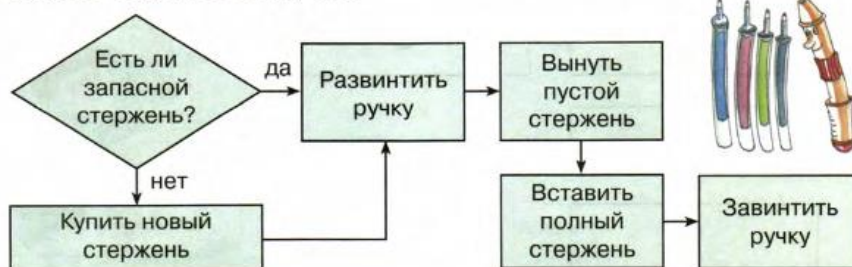 Есть ли
запасной
стержень?
да
Развинтить
ручку
Вынуть
пустой
стержень
нет
Купить новый
стержень
Вставить
полный
стержень
Завинтить
ручку